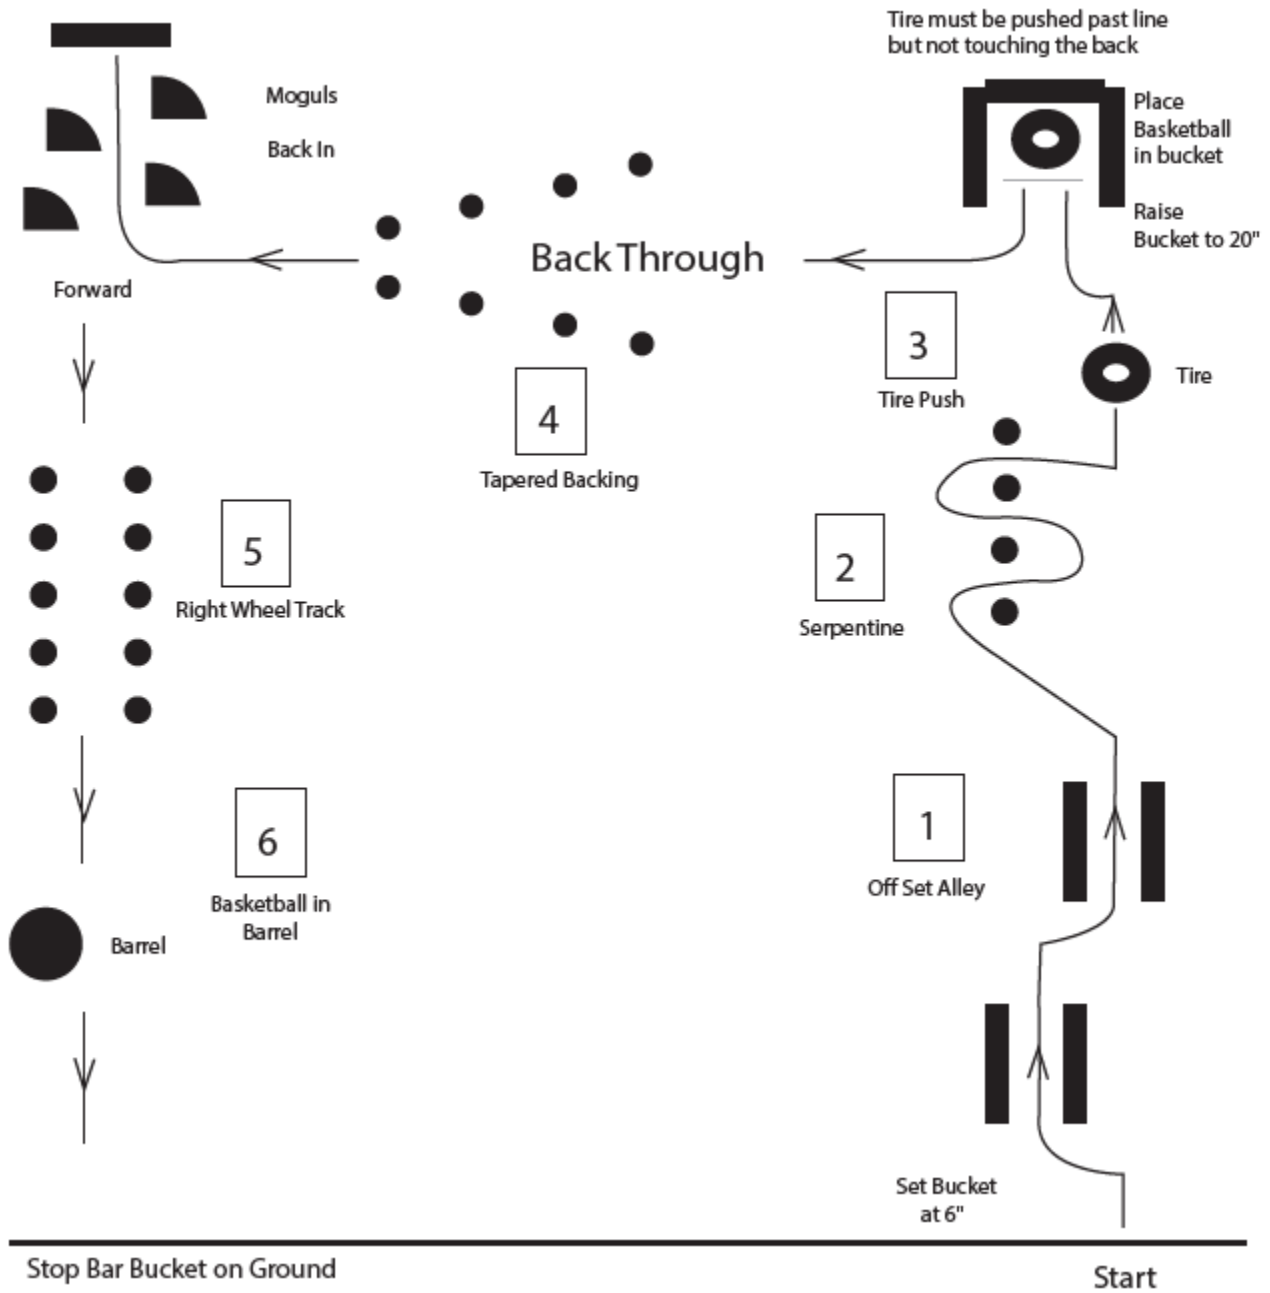 Tire must be pushed past line
but not touching the back
Place
Basketball
in bucket
Raise
Bucket to 20"
Moguls
Back In
Back Through
Forward
3
Tire Push
Tire
4
Tapered Backing
5
Right Wheel Track
2
Serpentine
1
Off Set Alley
6
Basketball in
Barrel
Barrel
Set Bucket
at 6"
Stop Bar Bucket on Ground
Start